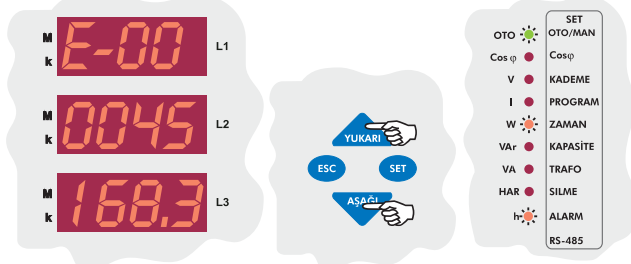 M
k
E-00
L1
M
k
0045
L2
M
k
168.3
L3
YUKARI
ESC
SET
AŞAĞI
SET
OTO OTO/MAN
Cos φ Cosφ
V KADEME
I PROGRAM
W ZAMAN
VAr KAPASİTE
VA TRAFO
HAR SILME
h ALARM
RS-485